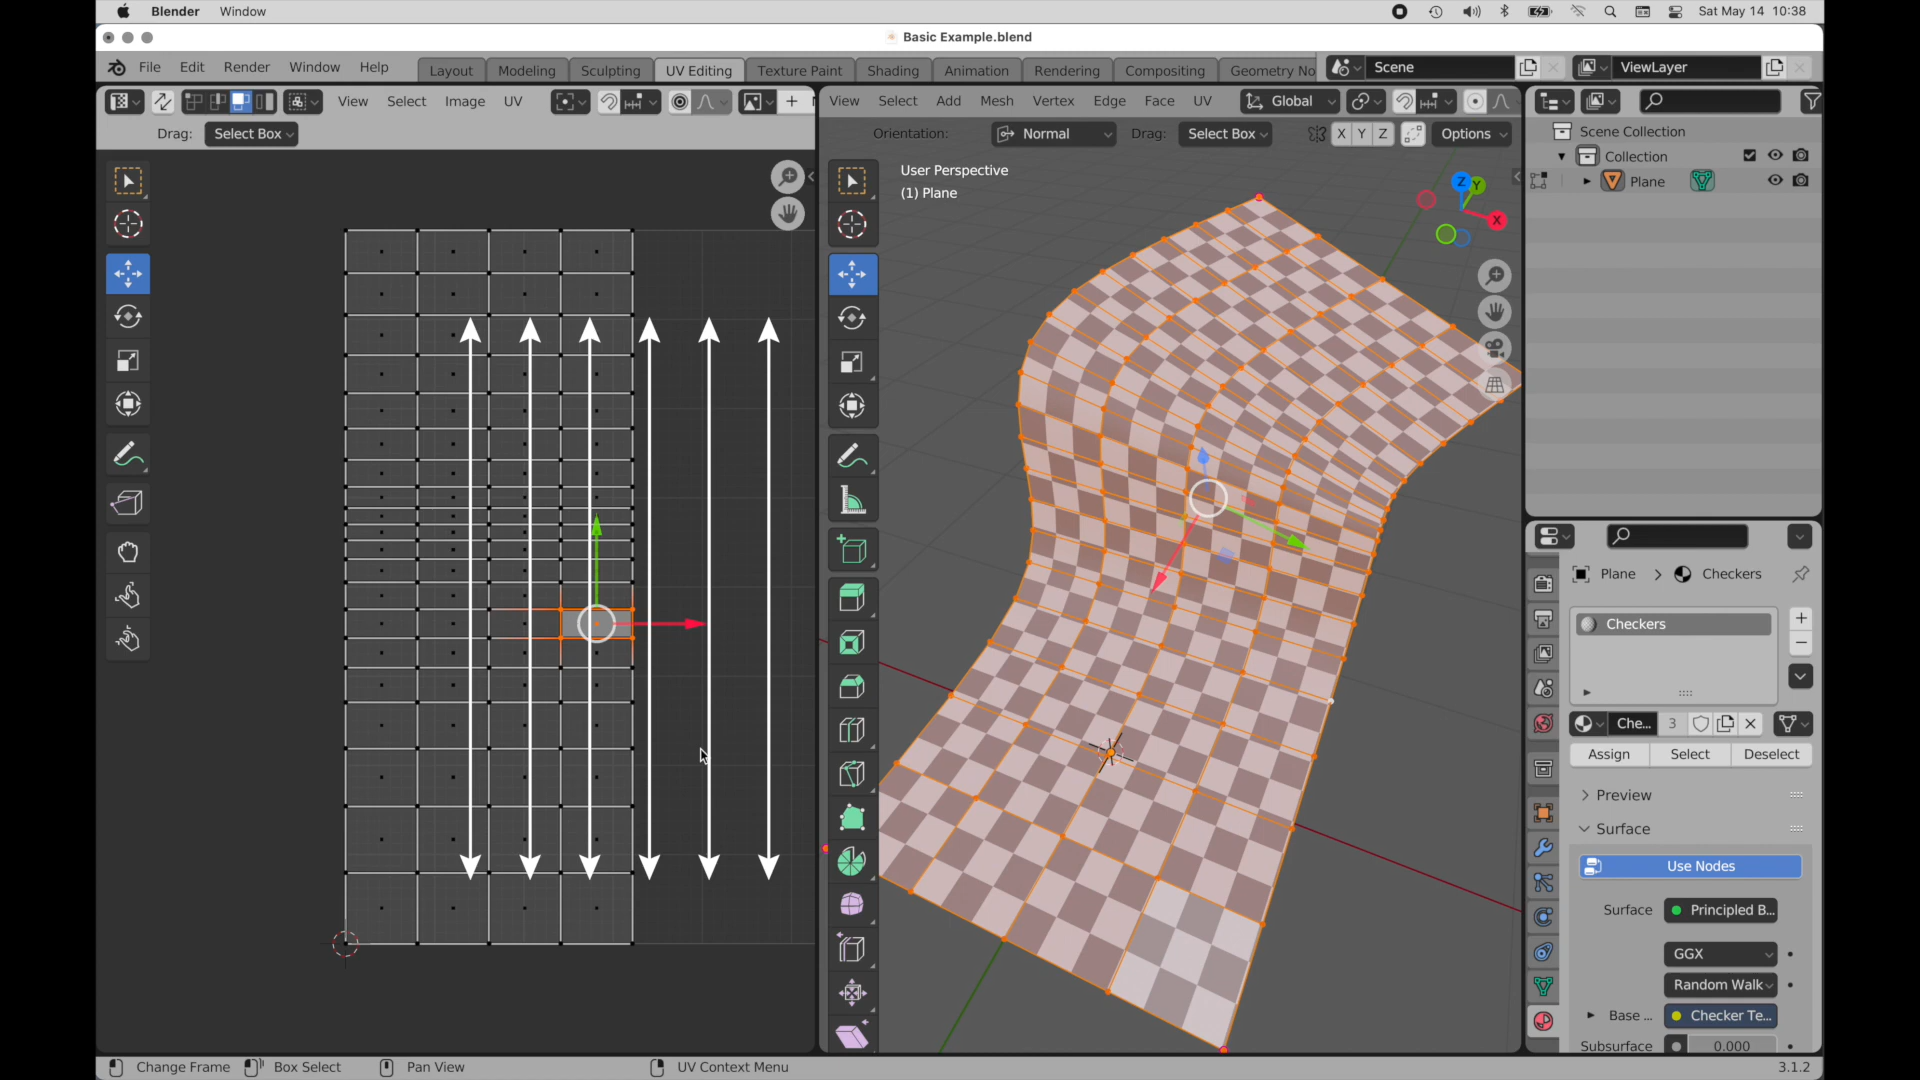 Blender Window Sat May 14 10:38
Basic Example.blend
File Edit Render Window Help Layout Modeling Sculpting UV Editing Texture Paint Shading Animation Rendering Compositing Geometry No Scene ViewLayer
View Select Image UV View Select Add Mesh Vertex Edge Face UV Global
Drag: Select Box Orientation: Normal Drag: Select Box X Y Z Options
Scene Collection
Collection
Plane
User Perspective
(1) Plane
Z Y
X
Plane > Checkers
Checkers
Che... 3
Assign Select Deselect
Preview
Surface
Use Nodes
Surface Principled B...
GGX
Random Walk
Base ... Checker Te...
Subsurface 0.000
Change Frame Box Select Pan View UV Context Menu 3.1.2